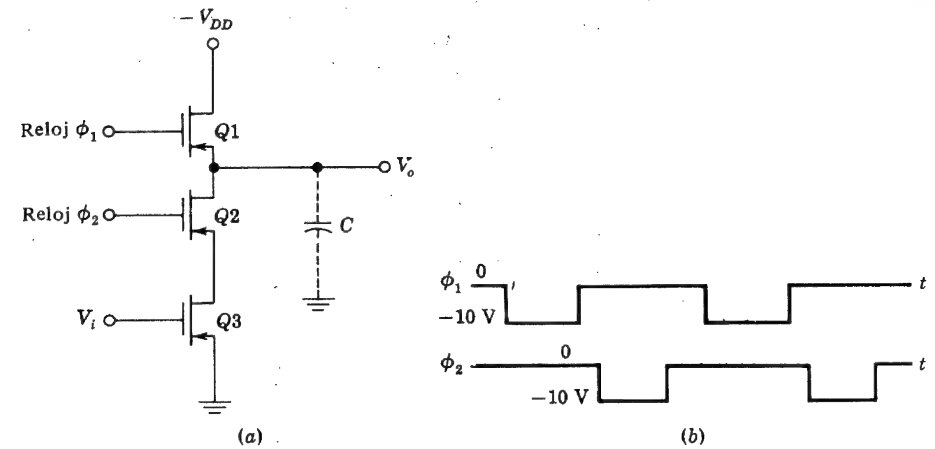 − V_DD
Reloj ϕ₁
Q1
V_o
Reloj ϕ₂
Q2
C
V_i
Q3
(a)
ϕ₁ 0 t
−10 V
ϕ₂ 0 t
−10 V
(b)